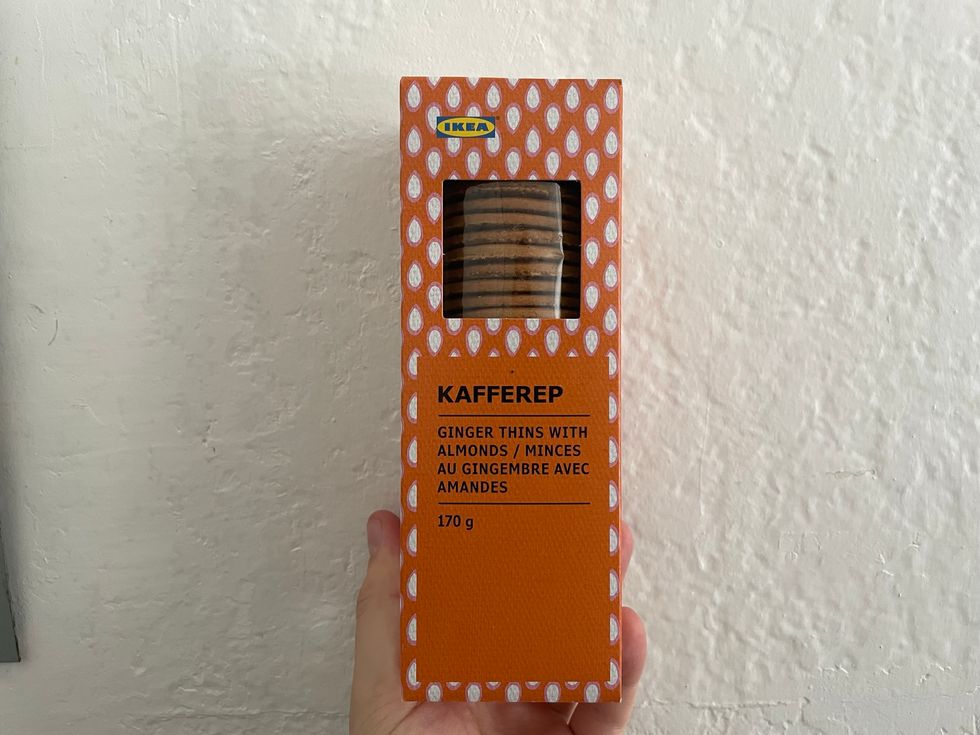 IKEA
KAFFEREP
GINGER THINS WITH
ALMONDS / MINCES
AU GINGEMBRE AVEC
AMANDES
170 g